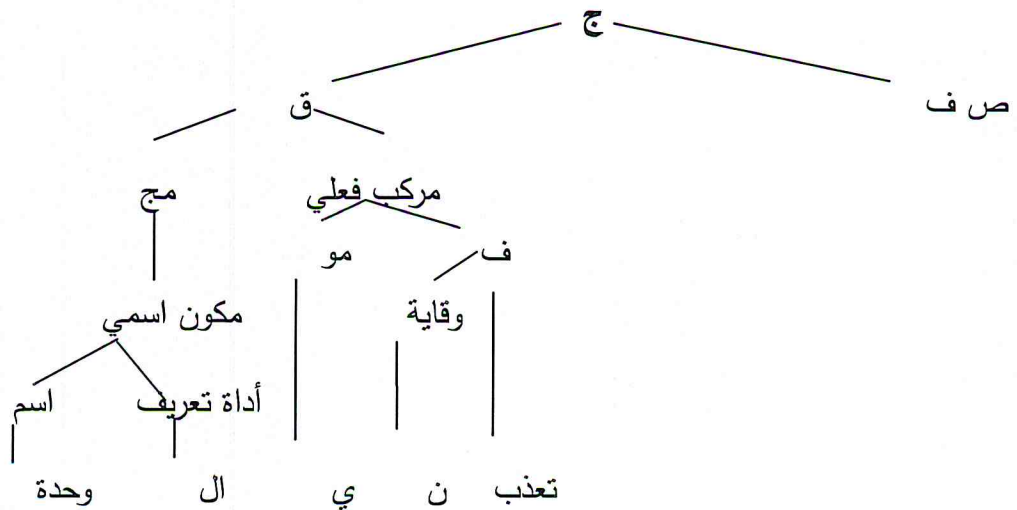 ج
ق ص ف
مركب فعلي مج
ف مو
وقاية مكون اسمي
أداة تعريف اسم
تعذب ن ي ال وحدة